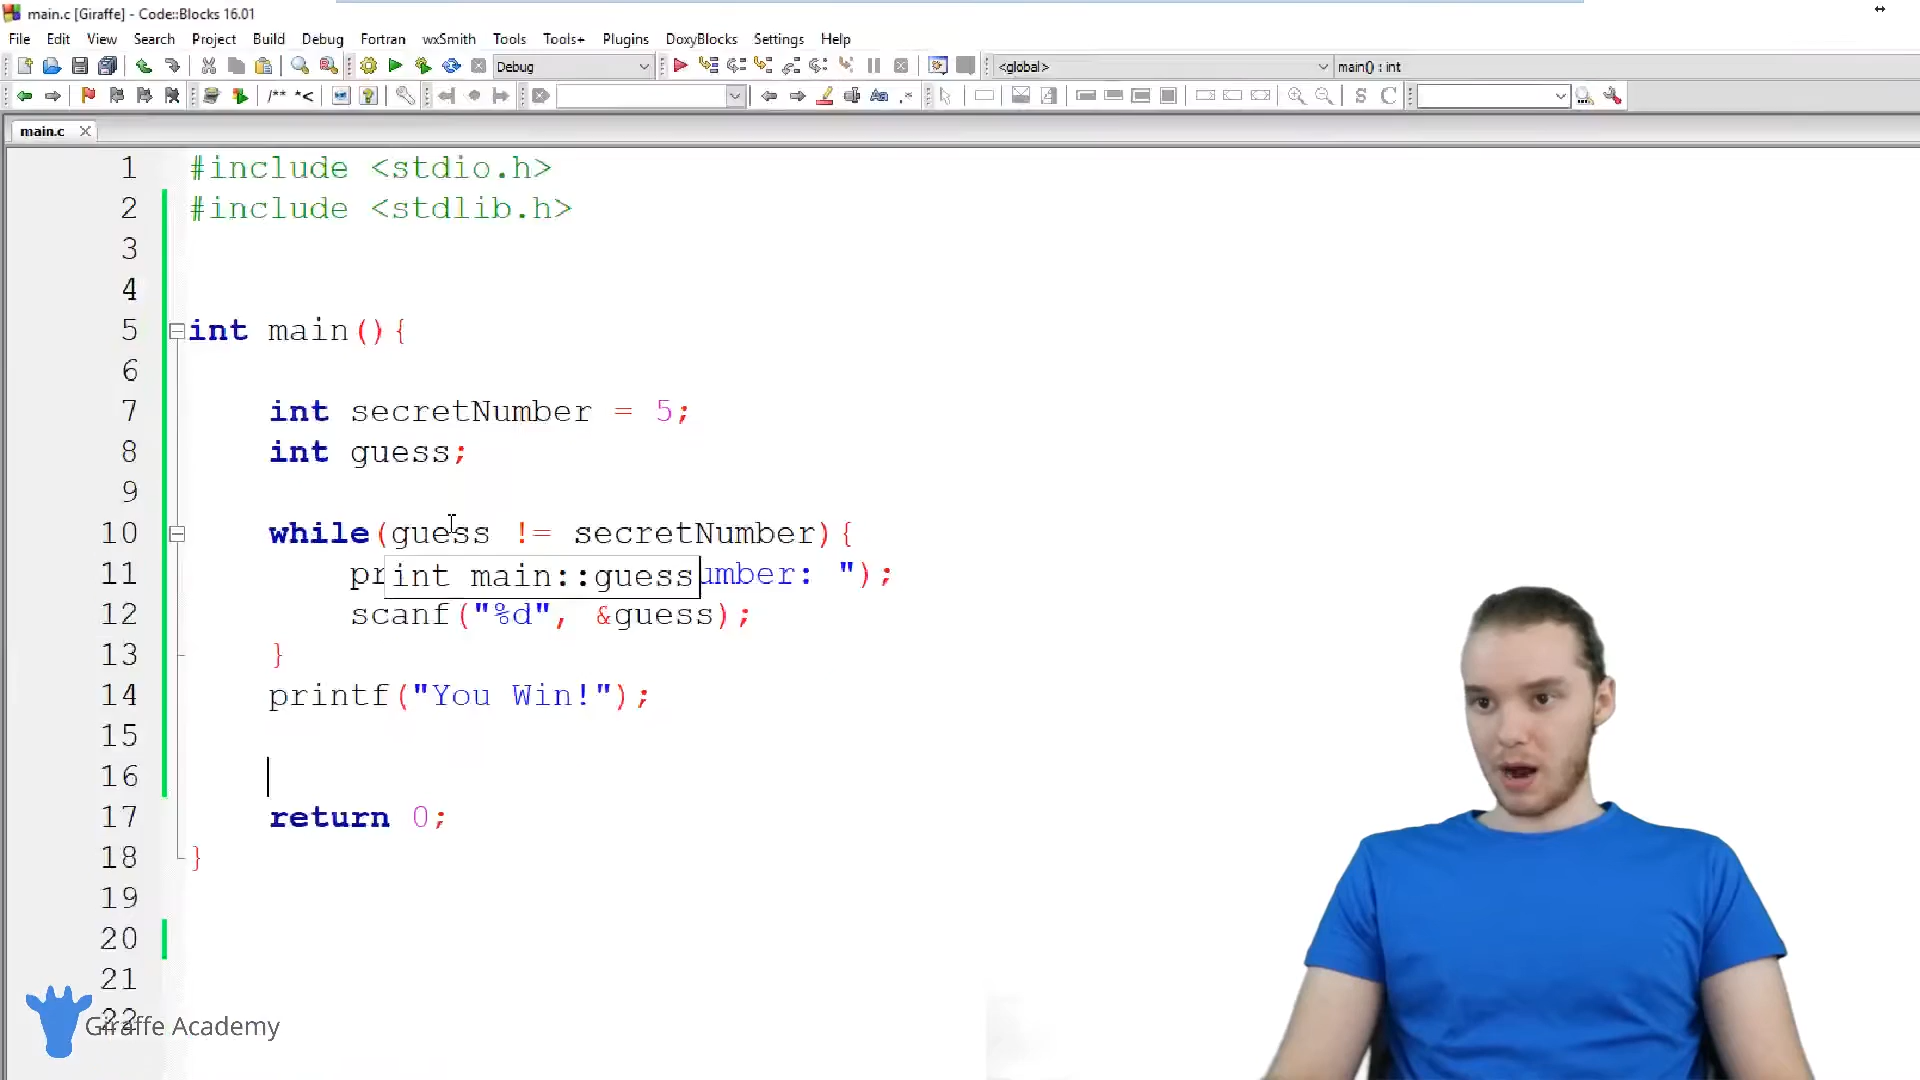 main.c [Giraffe] - Code::Blocks 16.01
File Edit View Search Project Build Debug Fortran wxSmith Tools Tools+ Plugins DoxyBlocks Settings Help
Debug <global> main() : int
/** *<
main.c
1 #include <stdio.h>
2 #include <stdlib.h>
3
4
5 int main(){
6
7 int secretNumber = 5;
8 int guess;
9
10 while(guess != secretNumber){
11 pr int main::guess umber: ");
12 scanf("%d", &guess);
13 }
14 printf("You Win!");
15
16
17 return 0;
18 }
19
20
21
22
Giraffe Academy